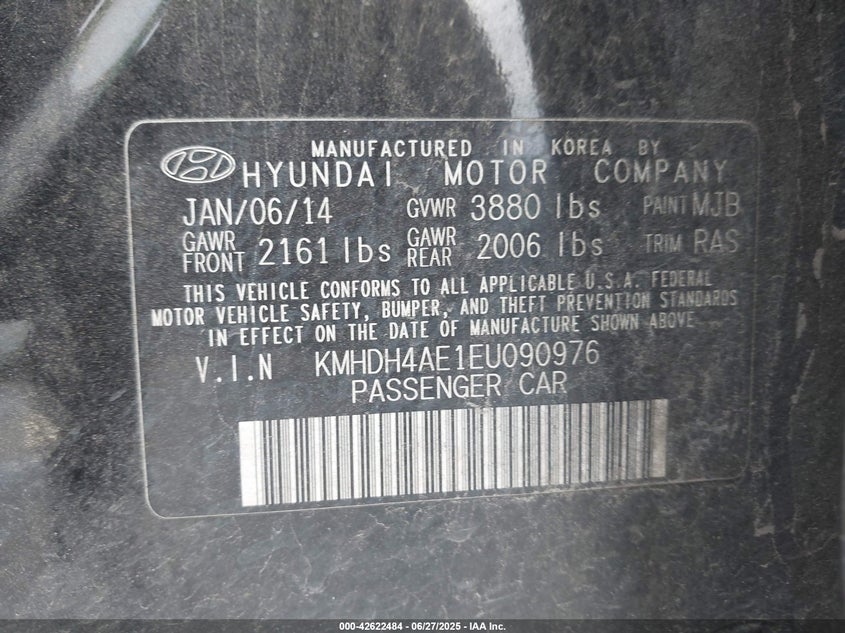 MANUFACTURED IN KOREA BY
HYUNDAI MOTOR COMPANY
JAN/06/14 GVWR 3880 lbs PAINT MJB
GAWR FRONT 2161 lbs GAWR REAR 2006 lbs TRIM RAS
THIS VEHICLE CONFORMS TO ALL APPLICABLE U.S.A. FEDERAL
MOTOR VEHICLE SAFETY, BUMPER, AND THEFT PREVENTION STANDARDS
IN EFFECT ON THE DATE OF MANUFACTURE SHOWN ABOVE
V.I.N KMHDH4AE1EU090976
PASSENGER CAR
000-42622484 - 06/27/2025 - IAA Inc.